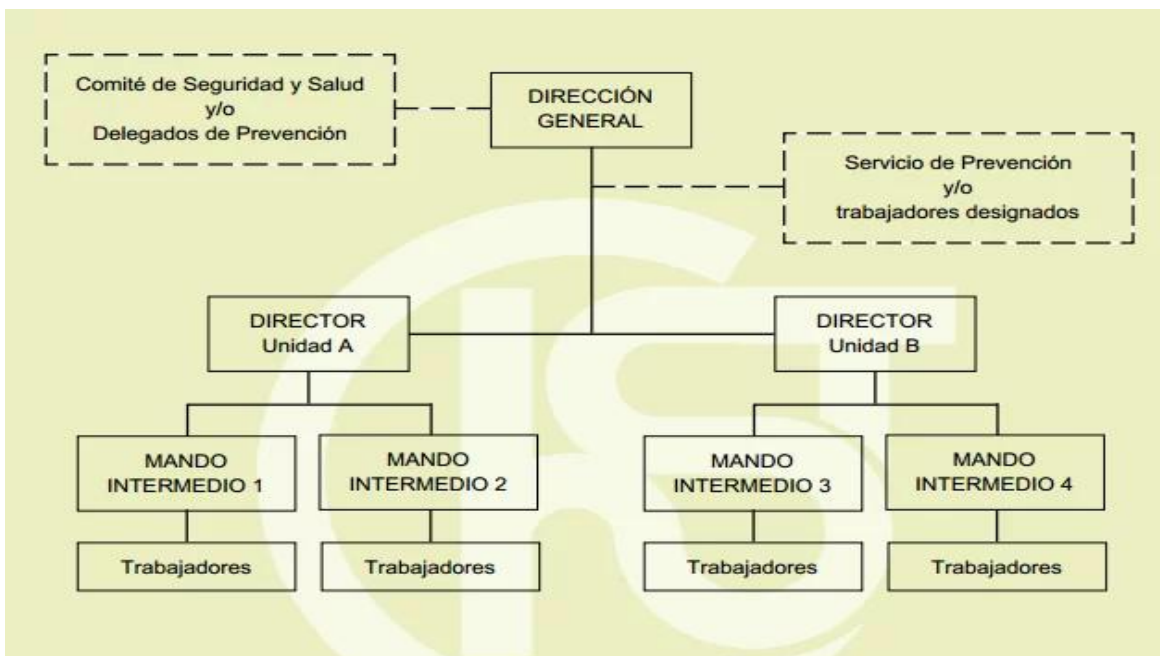 Comité de Seguridad y Salud
y/o
Delegados de Prevención
DIRECCIÓN
GENERAL
Servicio de Prevención
y/o
trabajadores designados
DIRECTOR
Unidad A
DIRECTOR
Unidad B
MANDO
INTERMEDIO 1
MANDO
INTERMEDIO 2
MANDO
INTERMEDIO 3
MANDO
INTERMEDIO 4
Trabajadores
Trabajadores
Trabajadores
Trabajadores